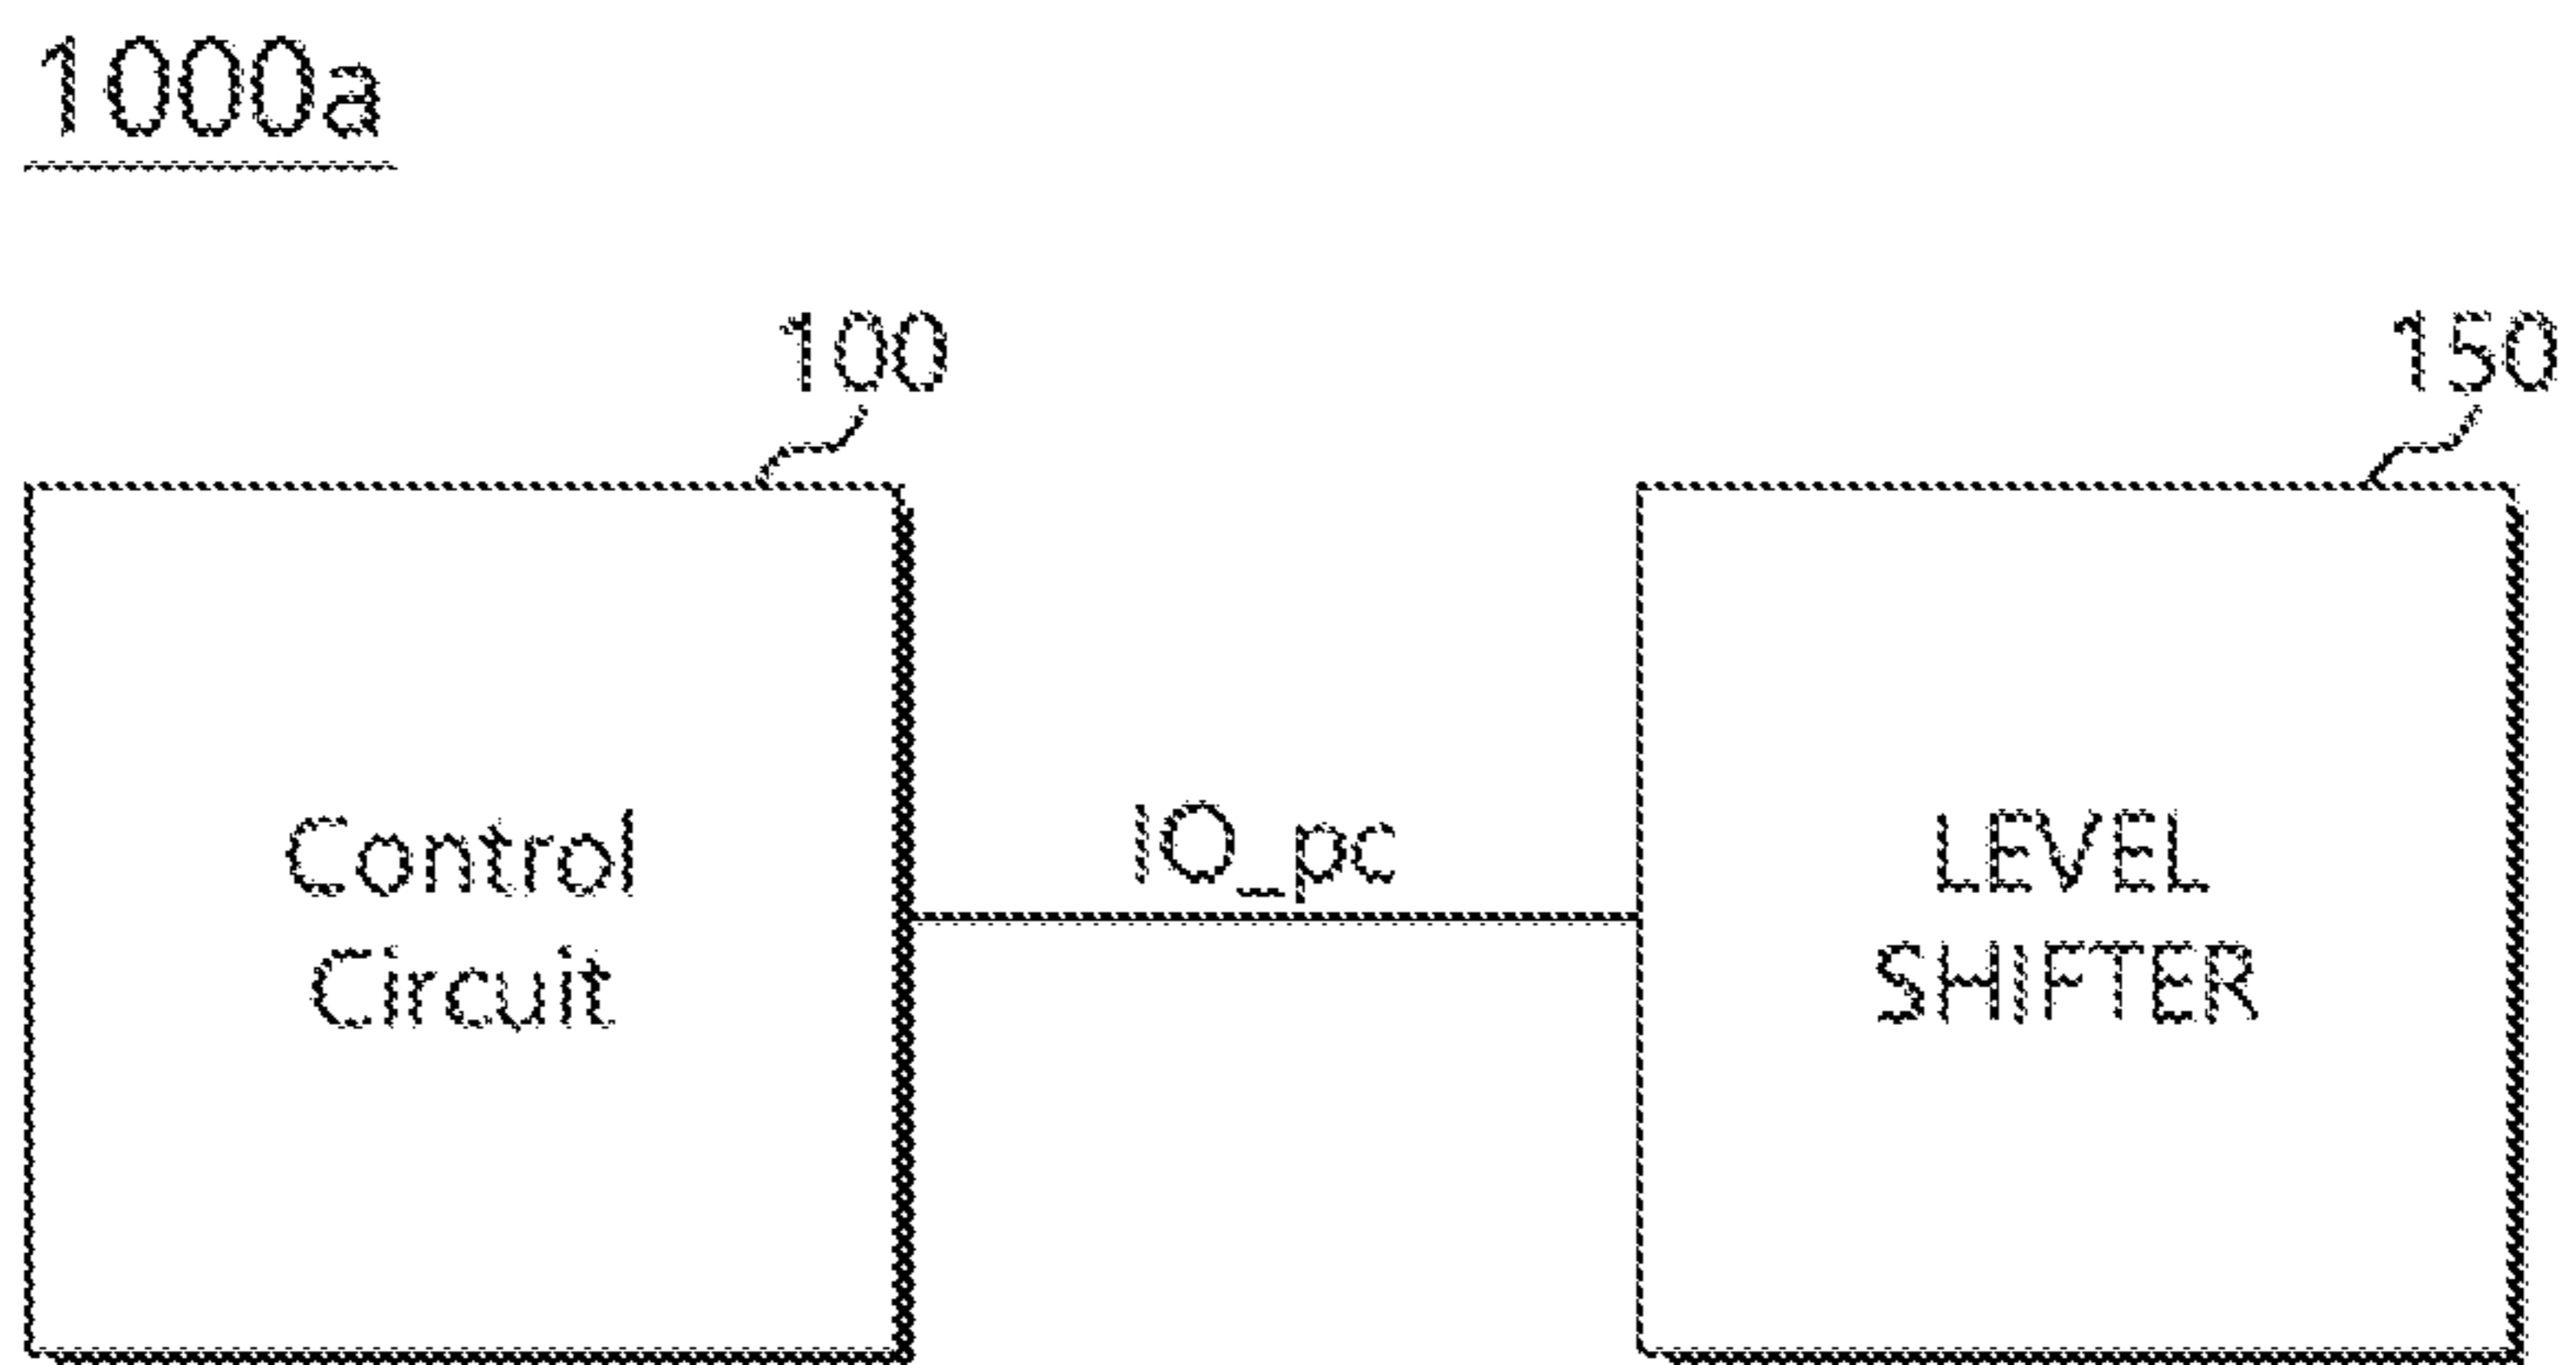 1000a
100
150
Control
Circuit
IO_pc
LEVEL
SHIFTER